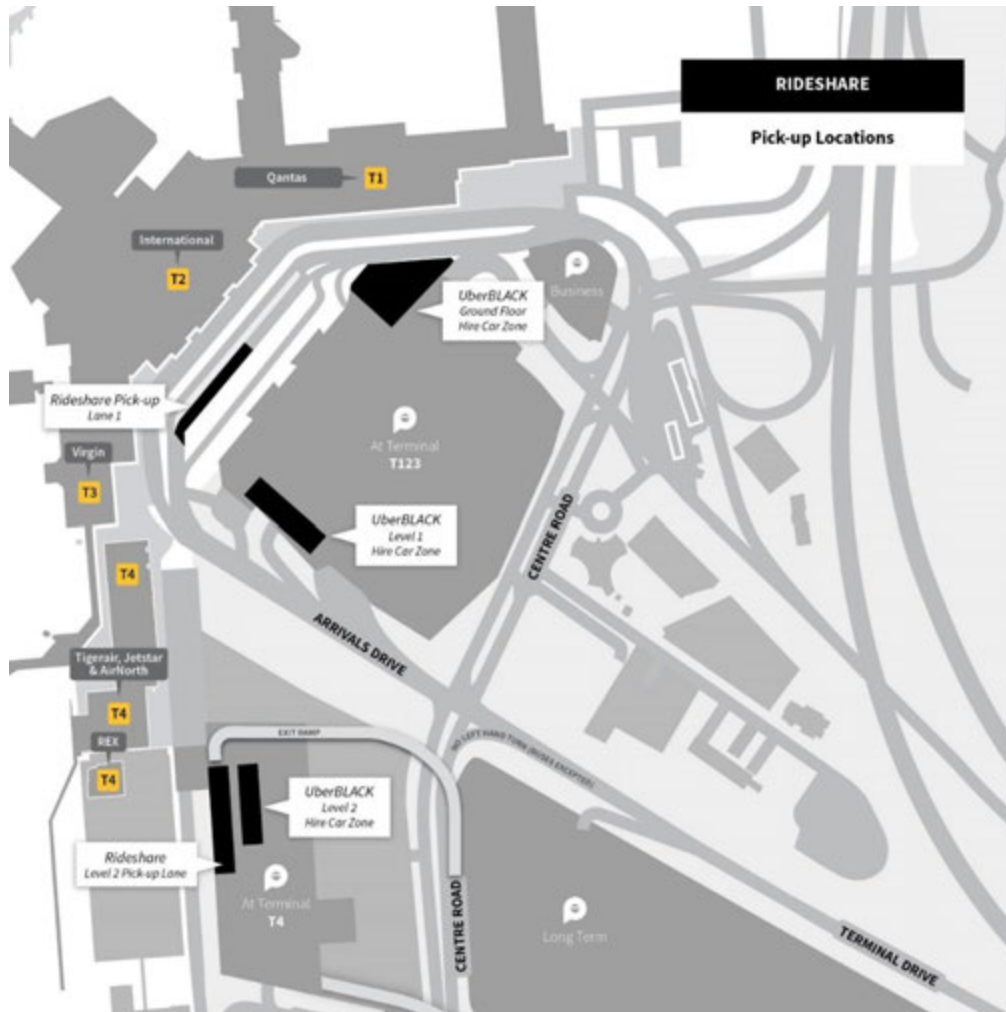 RIDESHARE
Pick-up Locations
Qantas
T1
International
T2
UberBLACK
Ground Floor
Hire Car Zone
Business
Rideshare Pick-up
Lane 1
At Terminal
T123
Virgin
T3
UberBLACK
Level 1
Hire Car Zone
CENTRE ROAD
T4
ARRIVALS DRIVE
Tigerair, Jetstar
& AirNorth
T4
REX
T4
EXIT RAMP
NO LEFT HAND TURN (BUSES EXCEPTED)
UberBLACK
Level 2
Hire Car Zone
Rideshare
Level 2 Pick-up Lane
At Terminal
T4
CENTRE ROAD
Long Term
TERMINAL DRIVE